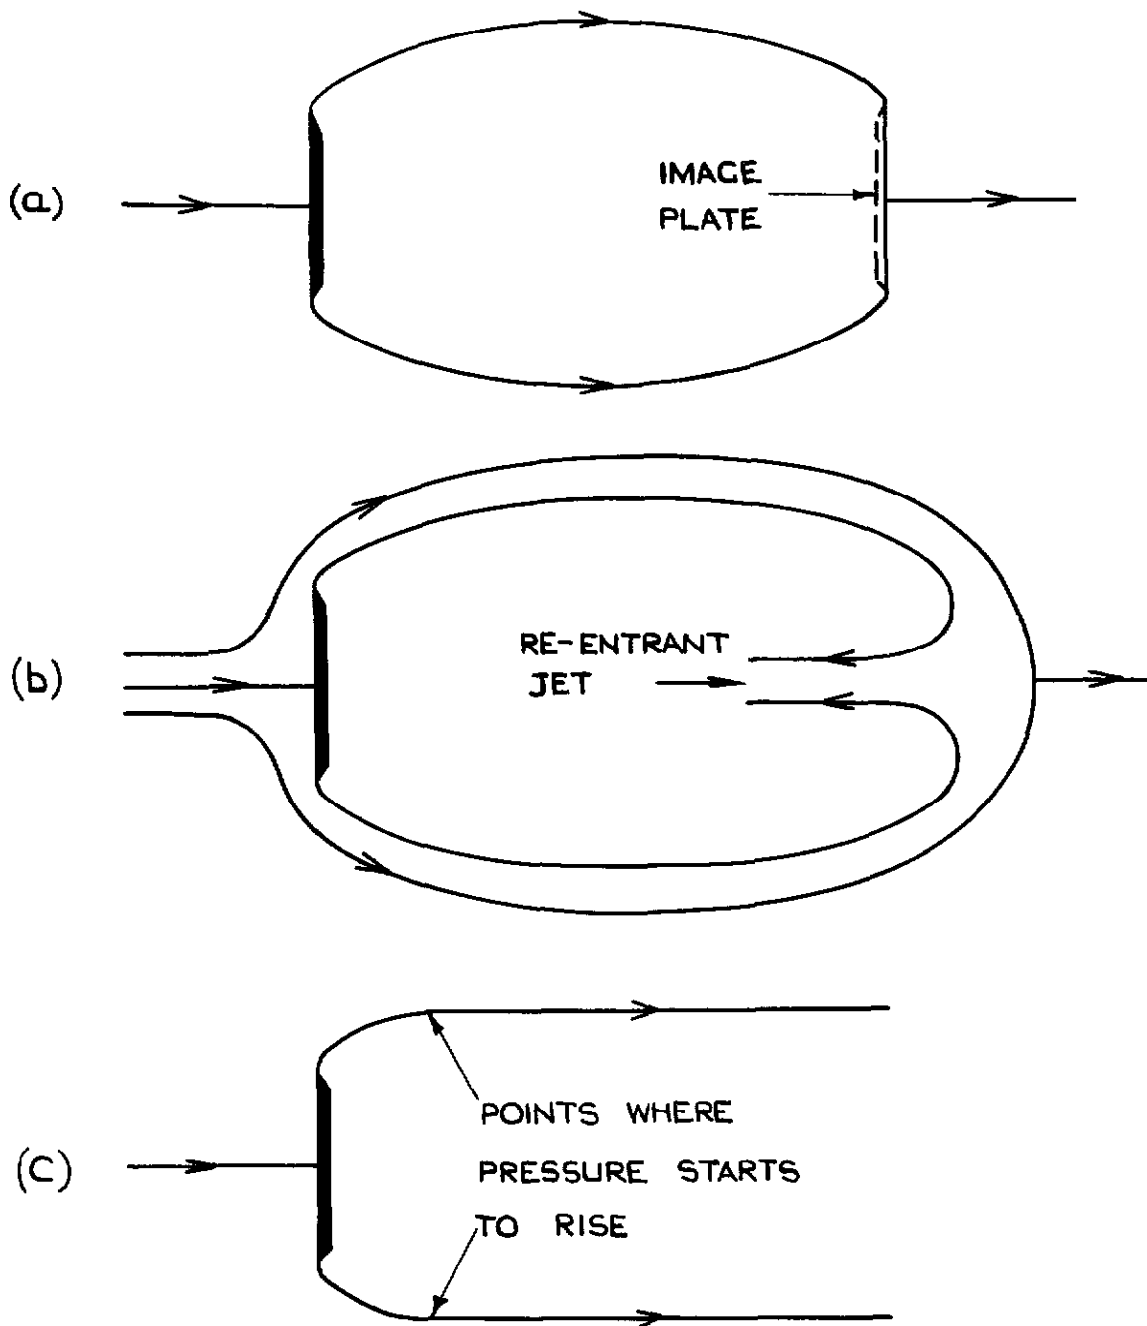 (a)
IMAGE
PLATE
(b)
RE-ENTRANT
JET
(c)
POINTS WHERE
PRESSURE STARTS
TO RISE